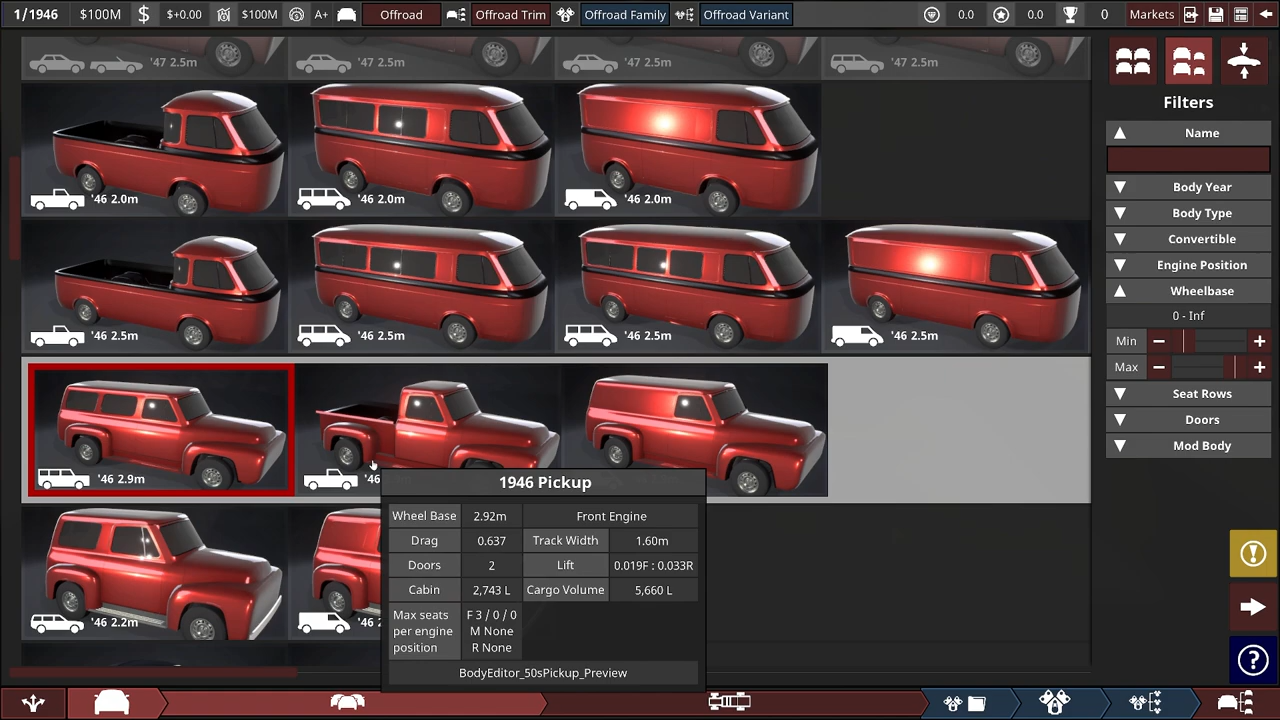 1/1946 $100M $+0.00 $100M A+ Offroad Offroad Trim Offroad Family Offroad Variant 0.0 0.0 0 Markets
'47 2.5m '47 2.5m '47 2.5m '47 2.5m
'46 2.0m '46 2.0m '46 2.0m
'46 2.5m '46 2.5m '46 2.5m '46 2.5m
'46 2.9m '46
'46 2.2m
1946 Pickup
Wheel Base 2.92m Front Engine
Drag 0.637 Track Width 1.60m
Doors 2 Lift 0.019F : 0.033R
Cabin 2,743 L Cargo Volume 5,660 L
Max seats per engine position
F 3 / 0 / 0
M None
R None
BodyEditor_50sPickup_Preview
Filters
Name
Body Year
Body Type
Convertible
Engine Position
Wheelbase
0 - Inf
Min
Max
Seat Rows
Doors
Mod Body